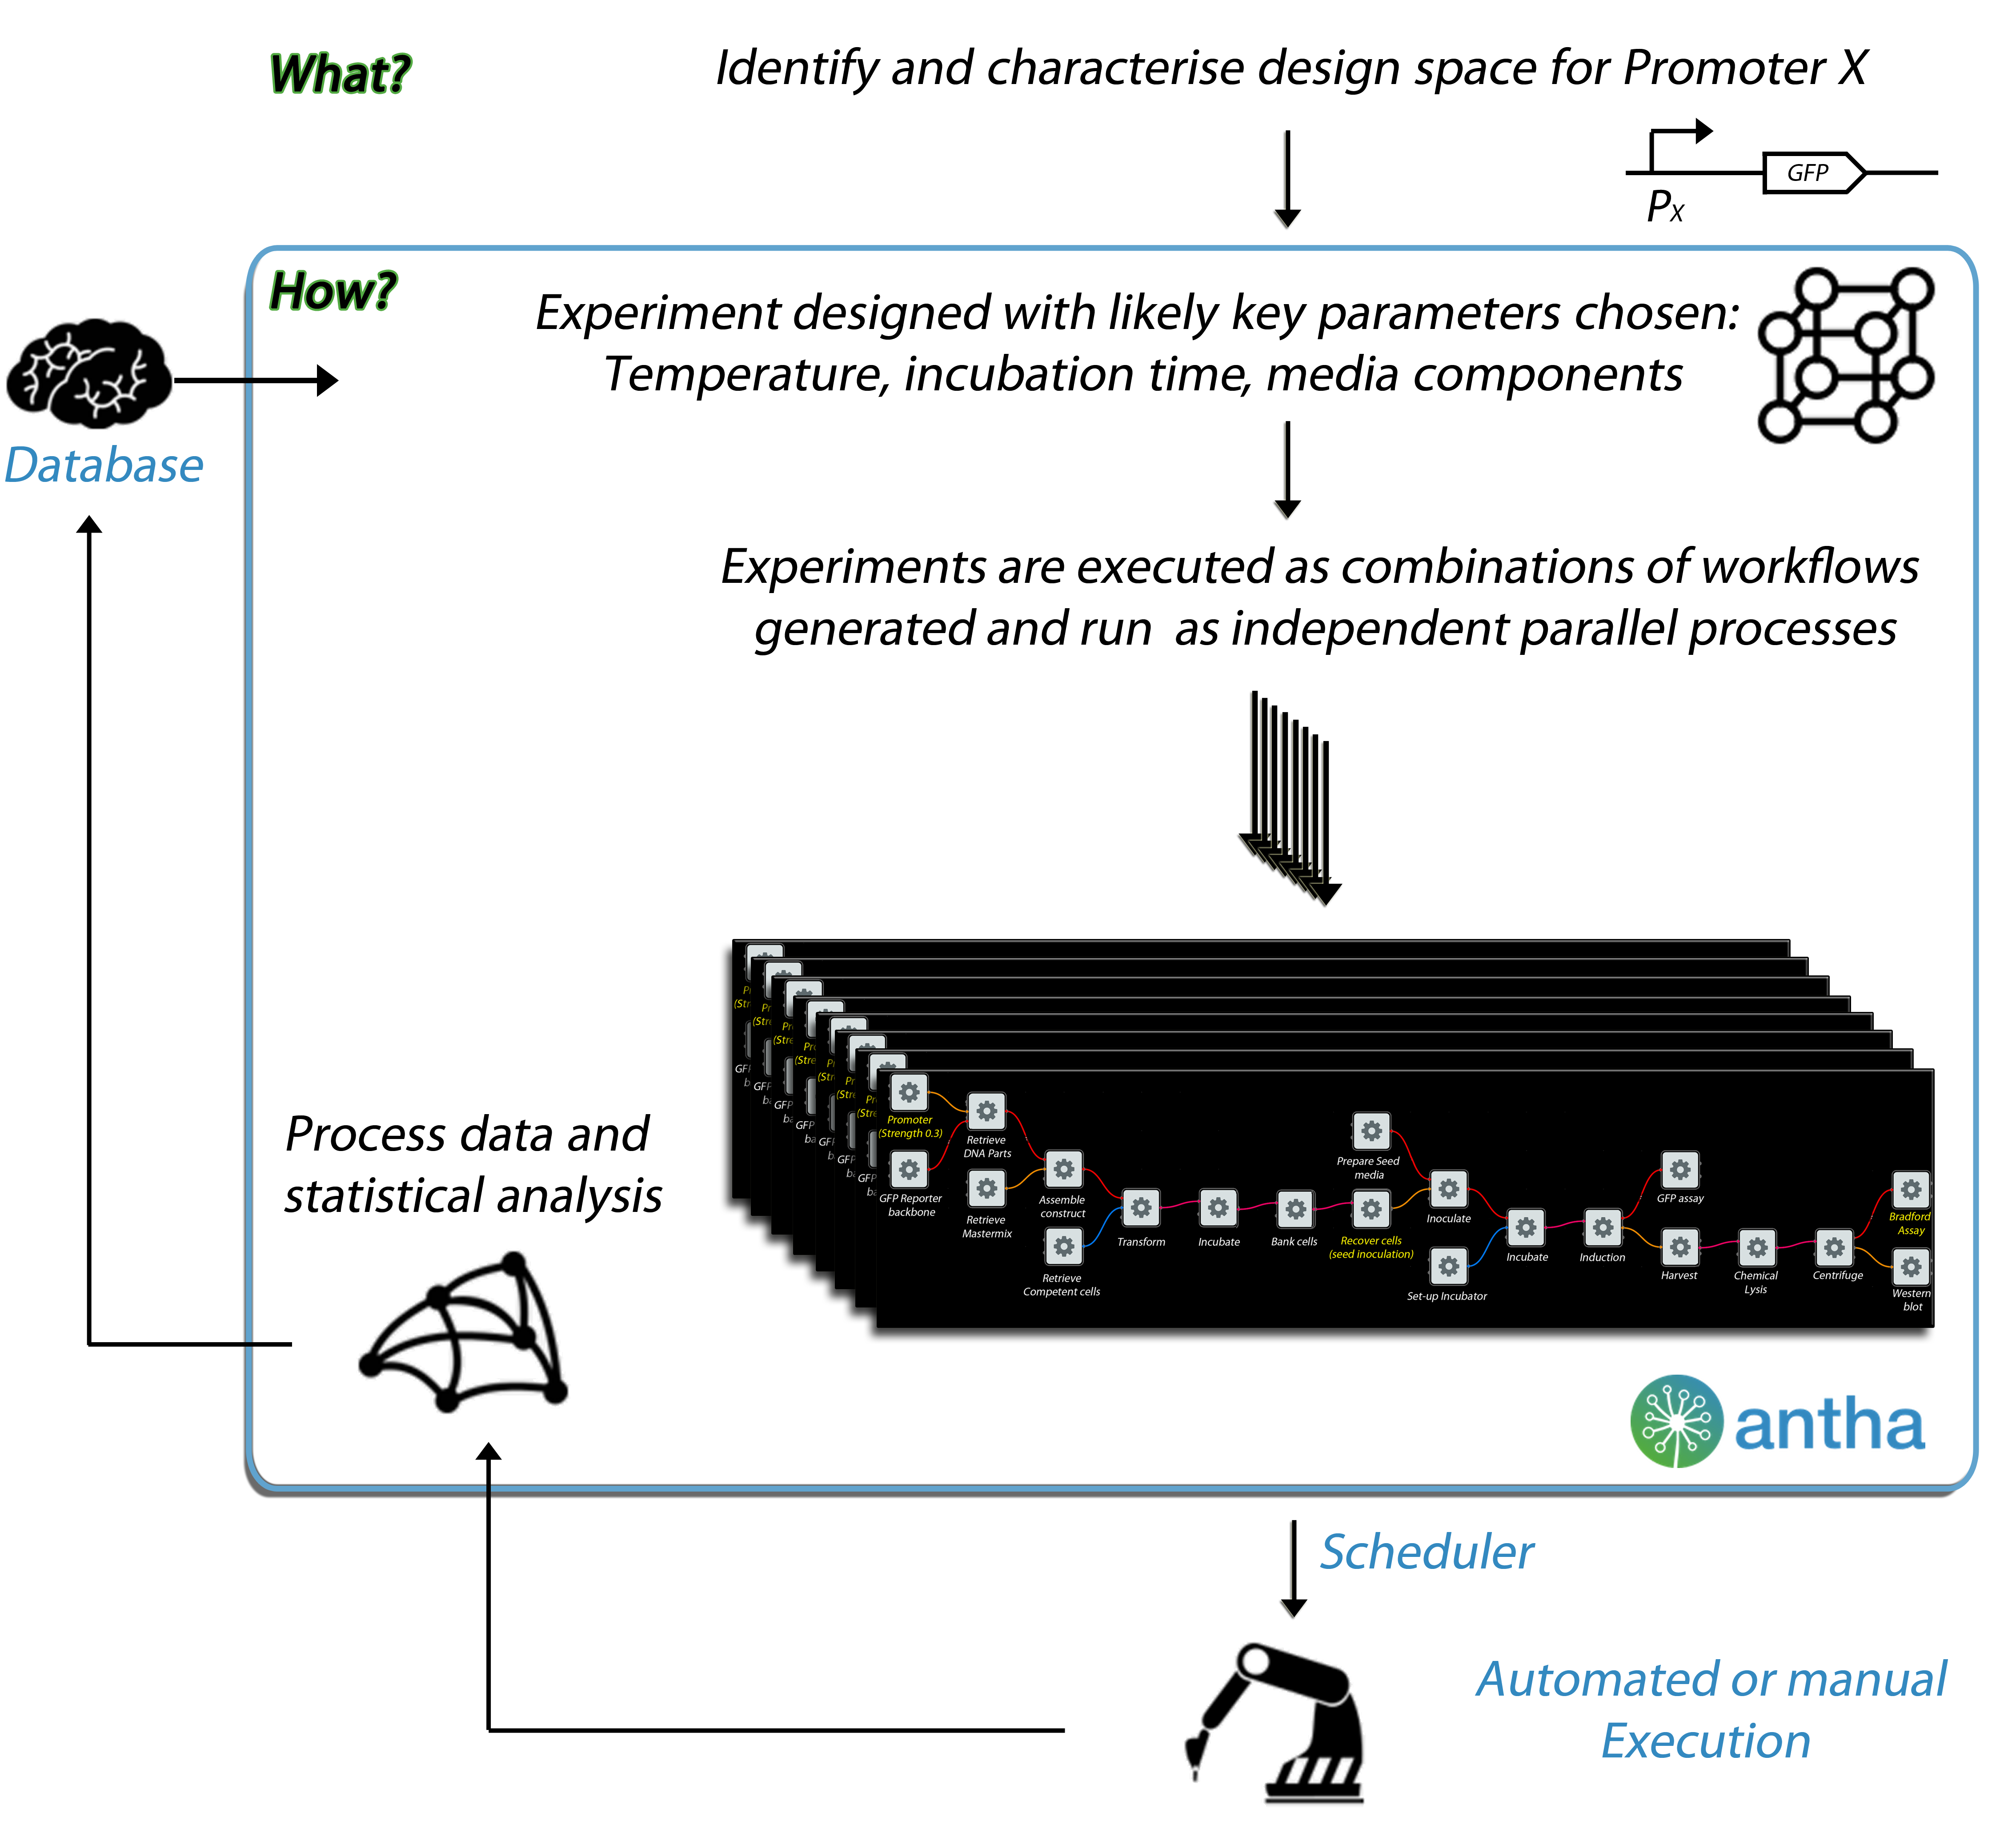 What?
Identify and characterise design space for Promoter X
GFP
PX
How?
Experiment designed with likely key parameters chosen:
Temperature, incubation time, media components
Database
Experiments are executed as combinations of workflows
generated and run as independent parallel processes
Process data and
statistical analysis
Promoter
(Strength 0.3)
GFP Reporter
backbone
Retrieve
DNA Parts
Retrieve
Mastermix
Assemble
construct
Retrieve
Competent cells
Transform
Incubate
Bank cells
Prepare Seed
media
Recover cells
(seed inoculation)
Inoculate
Set-up Incubator
Incubate
Induction
GFP assay
Harvest
Chemical
Lysis
Centrifuge
Bradford
Assay
Western
blot
antha
Scheduler
Automated or manual
Execution